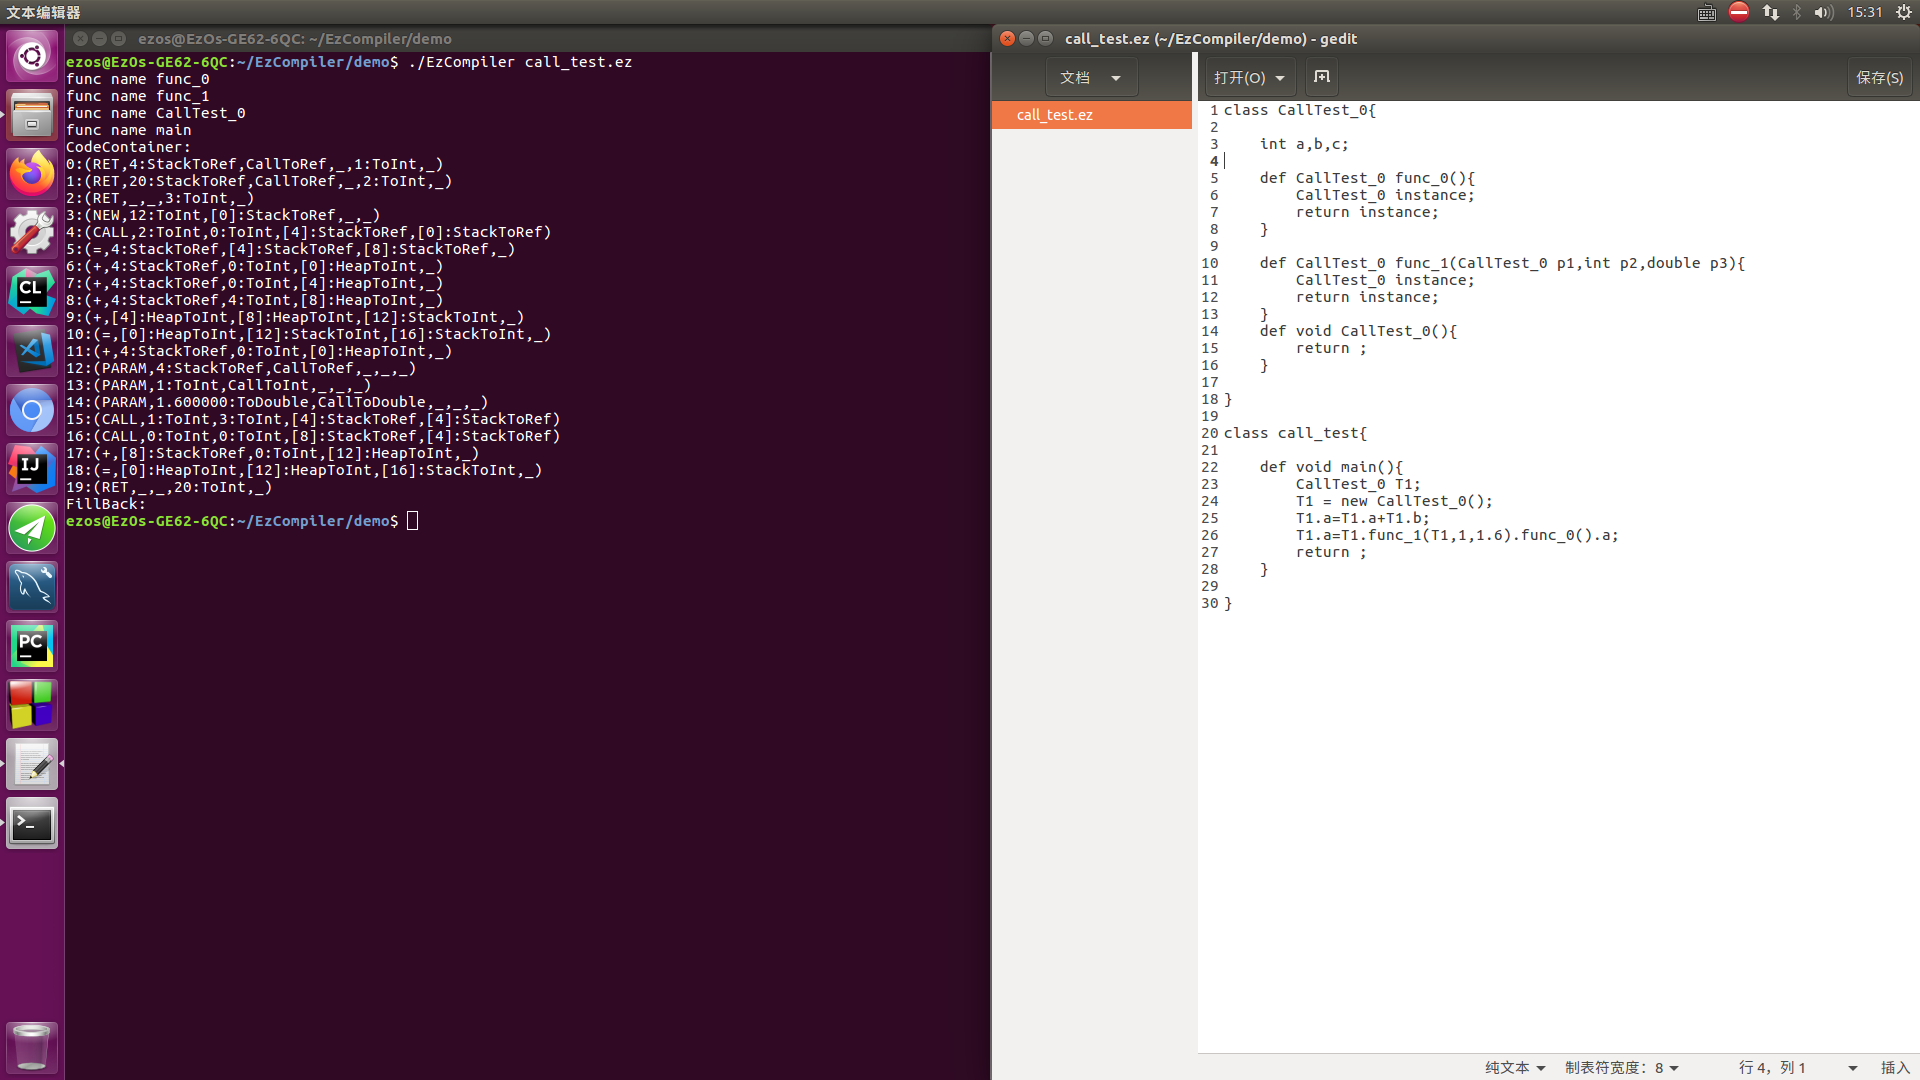 文本编辑器
15:31
ezos@EzOs-GE62-6QC: ~/EzCompiler/demo
ezos@EzOs-GE62-6QC:~/EzCompiler/demo$ ./EzCompiler call_test.ez
func name func_0
func name func_1
func name CallTest_0
func name main
CodeContainer:
0:(RET,4:StackToRef,CallToRef,_,1:ToInt,_)
1:(RET,20:StackToRef,CallToRef,_,2:ToInt,_)
2:(RET,_,_,3:ToInt,_)
3:(NEW,12:ToInt,[0]:StackToRef,_,_)
4:(CALL,2:ToInt,0:ToInt,[4]:StackToRef,[0]:StackToRef)
5:(=,4:StackToRef,[4]:StackToRef,[8]:StackToRef,_)
6:(+,4:StackToRef,0:ToInt,[0]:HeapToInt,_)
7:(+,4:StackToRef,0:ToInt,[4]:HeapToInt,_)
8:(+,4:StackToRef,4:ToInt,[8]:HeapToInt,_)
9:(+,[4]:HeapToInt,[8]:HeapToInt,[12]:StackToInt,_)
10:(=,[0]:HeapToInt,[12]:StackToInt,[16]:StackToInt,_)
11:(+,4:StackToRef,0:ToInt,[0]:HeapToInt,_)
12:(PARAM,4:StackToRef,CallToRef,_,_,_)
13:(PARAM,1:ToInt,CallToInt,_,_,_)
14:(PARAM,1.600000:ToDouble,CallToDouble,_,_,_)
15:(CALL,1:ToInt,3:ToInt,[4]:StackToRef,[4]:StackToRef)
16:(CALL,0:ToInt,0:ToInt,[8]:StackToRef,[4]:StackToRef)
17:(+,[8]:StackToRef,0:ToInt,[12]:HeapToInt,_)
18:(=,[0]:HeapToInt,[12]:HeapToInt,[16]:StackToInt,_)
19:(RET,_,_,20:ToInt,_)
FillBack:
ezos@EzOs-GE62-6QC:~/EzCompiler/demo$
CL
IJ
PC
>_
call_test.ez (~/EzCompiler/demo) - gedit
文档
打开(O)
保存(S)
call_test.ez
1 class CallTest_0{
2
3     int a,b,c;
4
5     def CallTest_0 func_0(){
6         CallTest_0 instance;
7         return instance;
8     }
9
10     def CallTest_0 func_1(CallTest_0 p1,int p2,double p3){
11         CallTest_0 instance;
12         return instance;
13     }
14     def void CallTest_0(){
15         return ;
16     }
17
18 }
19
20 class call_test{
21
22     def void main(){
23         CallTest_0 T1;
24         T1 = new CallTest_0();
25         T1.a=T1.a+T1.b;
26         T1.a=T1.func_1(T1,1,1.6).func_0().a;
27         return ;
28     }
29
30 }
纯文本
制表符宽度：8
行 4，列 1
插入